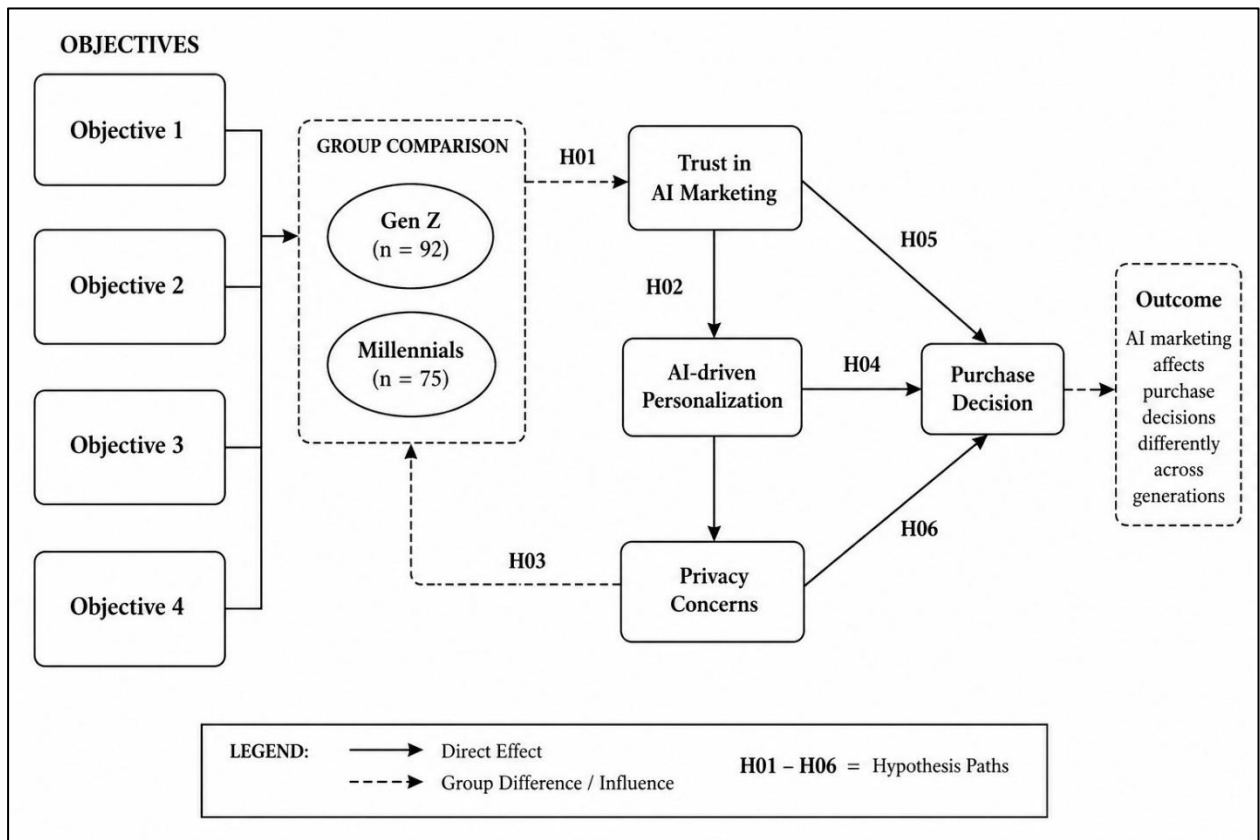 OBJECTIVES
Objective 1
Objective 2
Objective 3
Objective 4
GROUP COMPARISON
Gen Z
(n = 92)
Millennials
(n = 75)
H01
Trust in
AI Marketing
H02
AI-driven
Personalization
H03
Privacy
Concerns
H04
H05
H06
Purchase
Decision
Outcome
AI marketing
affects
purchase
decisions
differently
across
generations
LEGEND:
Direct Effect
Group Difference / Influence
H01 – H06 = Hypothesis Paths